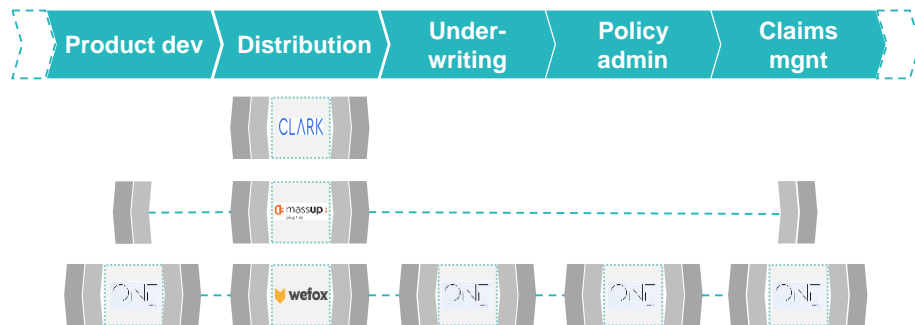 Product dev
Distribution
Under-
writing
Policy
admin
Claims
mgnt
CLARK
massup:
wefox
ONE
ONE
ONE
ONE